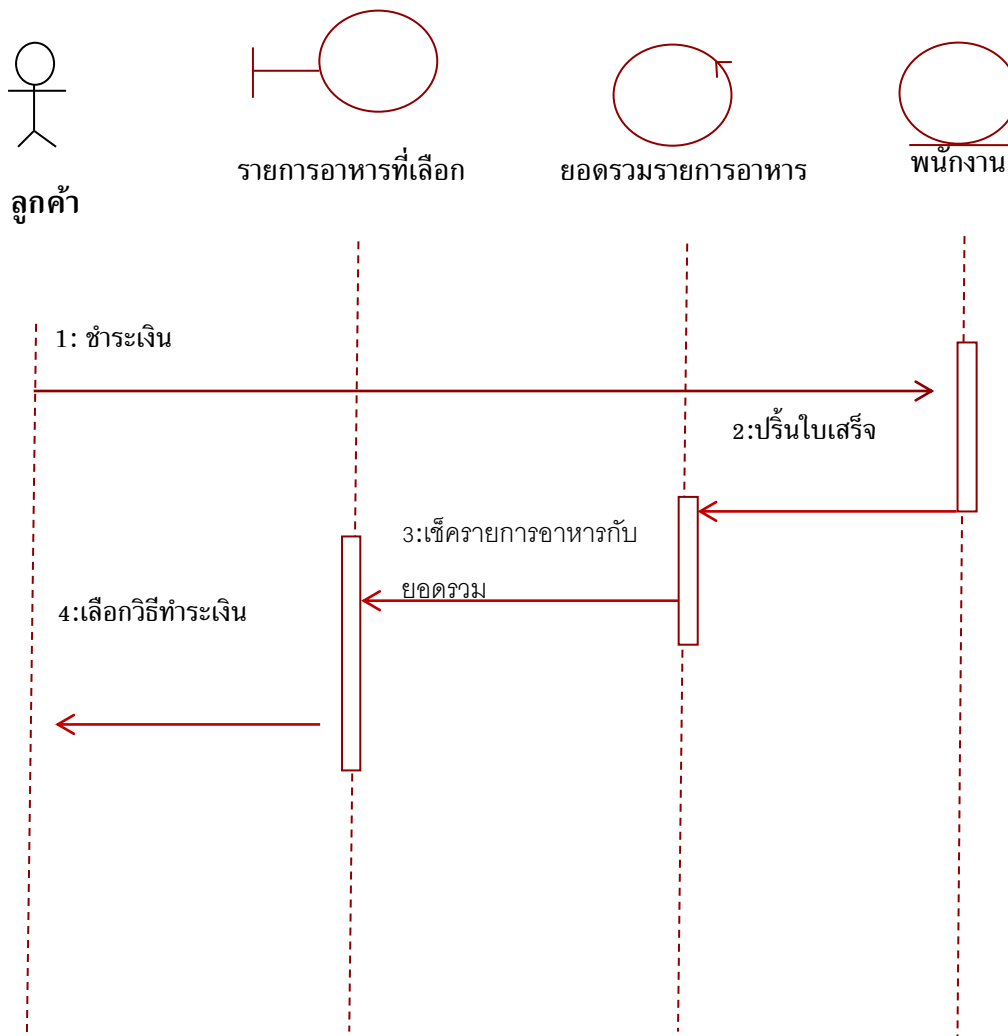 รายการอาหารที่เลือก
ยอดรวมรายการอาหาร
พนักงาน
ลูกค้า
1: ชำระเงิน
2:ปริ้นใบเสร็จ
3:เช็ครายการอาหารกับ
ยอดรวม
4:เลือกวิธีทำระเงิน